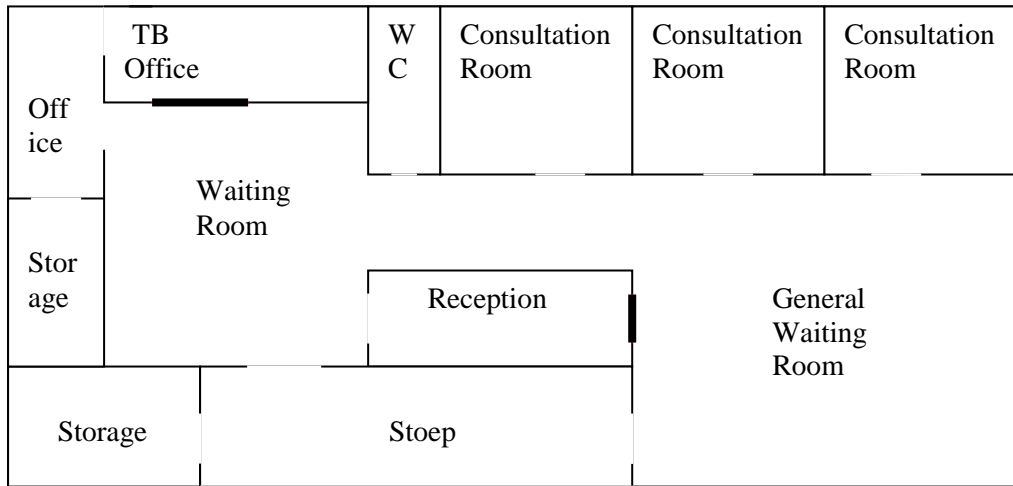 TB
Office
W
C
Consultation
Room
Consultation
Room
Consultation
Room
Off
ice
Waiting
Room
Stor
age
Reception
General
Waiting
Room
Storage
Stoep